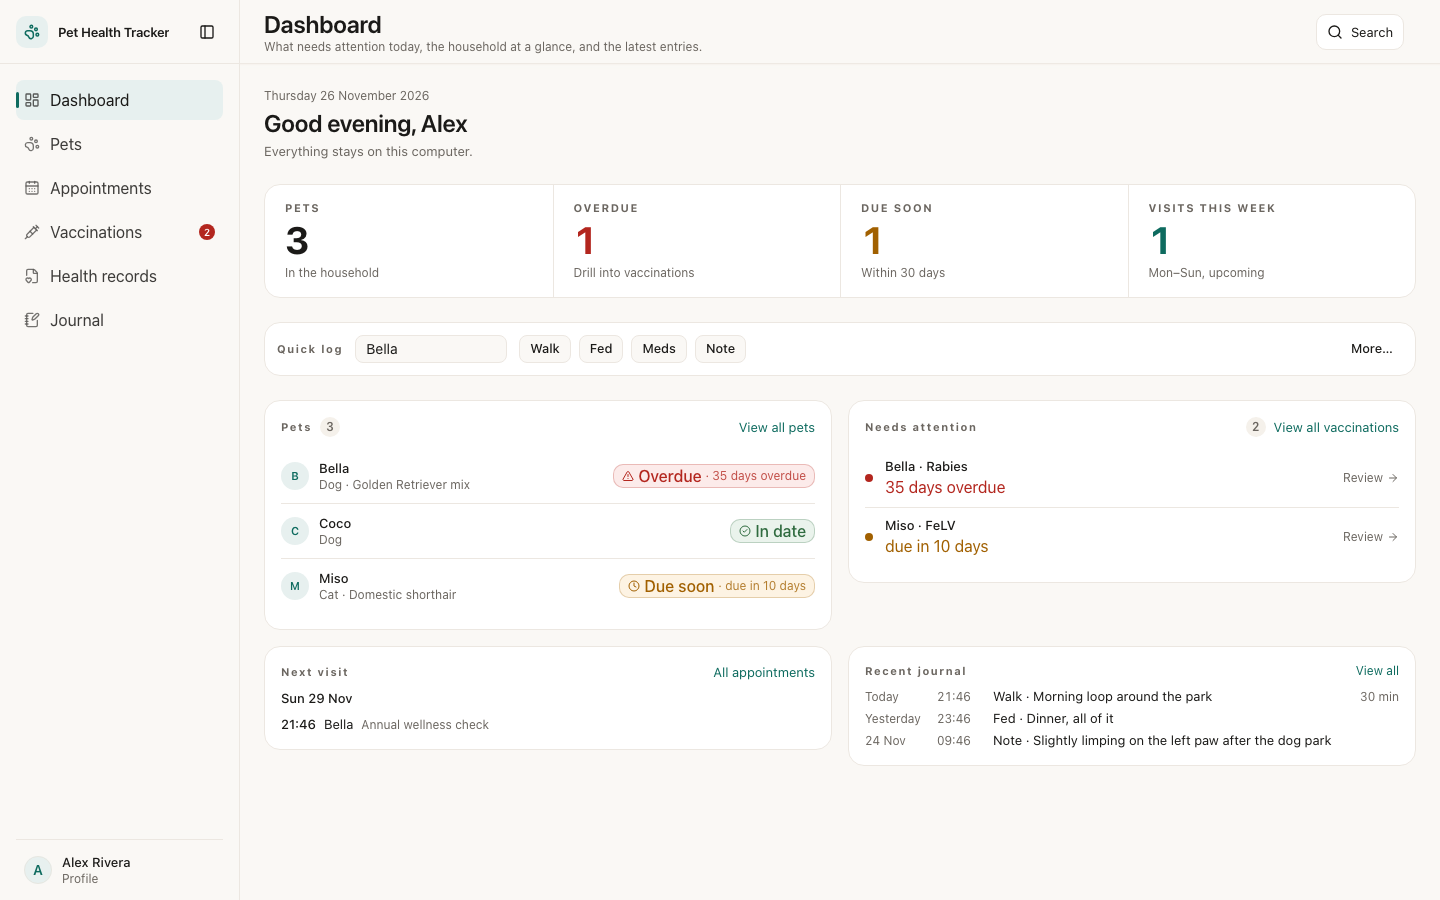 Pet Health Tracker
Dashboard
Pets
Appointments
Vaccinations 2
Health records
Journal
A
Alex Rivera
Profile
Dashboard
What needs attention today, the household at a glance, and the latest entries.
Search
Thursday 26 November 2026
Good evening, Alex
Everything stays on this computer.
PETS
3
In the household
OVERDUE
1
Drill into vaccinations
DUE SOON
1
Within 30 days
VISITS THIS WEEK
1
Mon–Sun, upcoming
Quick log Bella Walk Fed Meds Note More…
Pets 3 View all pets
B
Bella
Dog · Golden Retriever mix
Overdue · 35 days overdue
C
Coco
Dog
In date
M
Miso
Cat · Domestic shorthair
Due soon · due in 10 days
Needs attention 2 View all vaccinations
Bella · Rabies
35 days overdue
Review →
Miso · FeLV
due in 10 days
Review →
Next visit All appointments
Sun 29 Nov
21:46 Bella Annual wellness check
Recent journal View all
Today 21:46 Walk · Morning loop around the park 30 min
Yesterday 23:46 Fed · Dinner, all of it
24 Nov 09:46 Note · Slightly limping on the left paw after the dog park